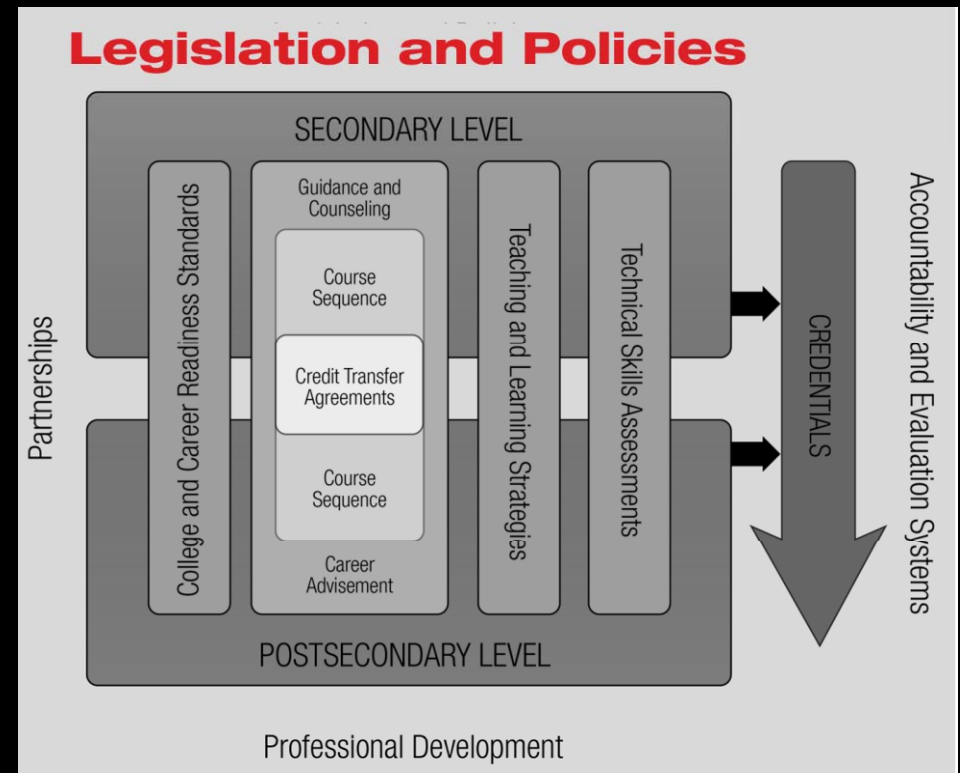 Legislation and Policies
SECONDARY LEVEL
College and Career Readiness Standards
Guidance and
Counseling
Course
Sequence
Credit Transfer
Agreements
Course
Sequence
Career
Advisement
Teaching and Learning Strategies
Technical Skills Assessments
POSTSECONDARY LEVEL
CREDENTIALS
Partnerships
Accountability and Evaluation Systems
Professional Development